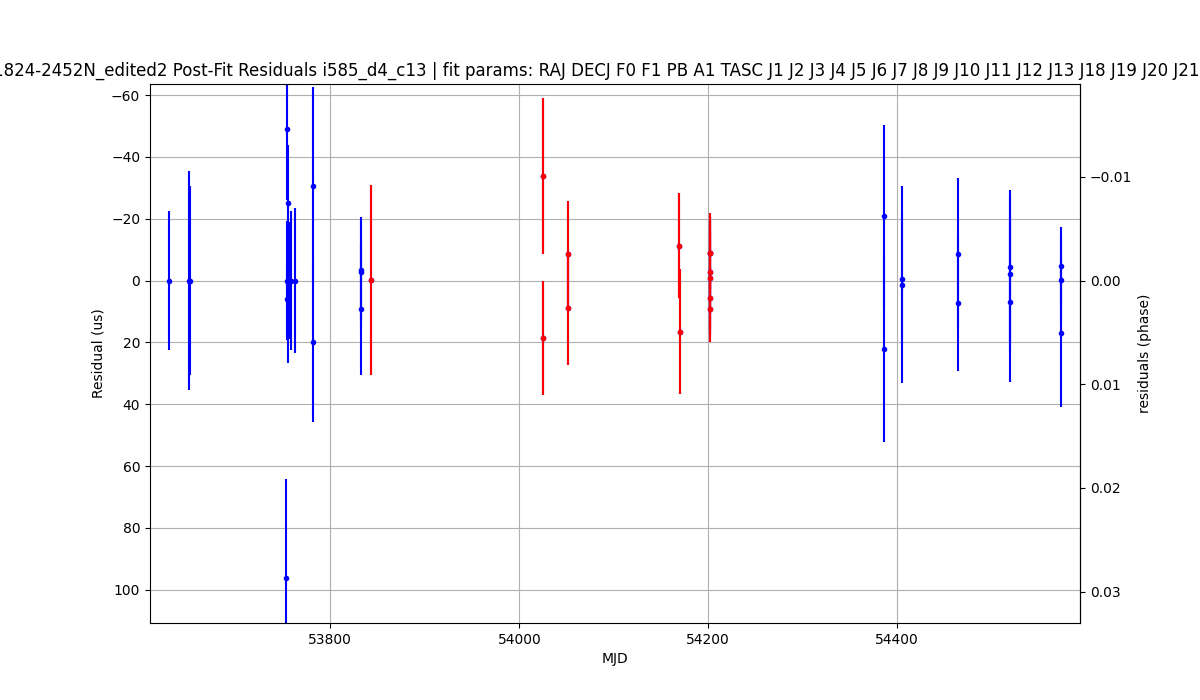 824-2452N_edited2 Post-Fit Residuals i585_d4_c13 | fit params: RAJ DECJ F0 F1 PB A1 TASC J1 J2 J3 J4 J5 J6 J7 J8 J9 J10 J11 J12 J13 J18 J19 J20 J21
−60
−40
−20
0
20
40
60
80
100
Residual (us)
−0.01
0.00
0.01
0.02
0.03
residuals (phase)
53800 54000 54200 54400
MJD